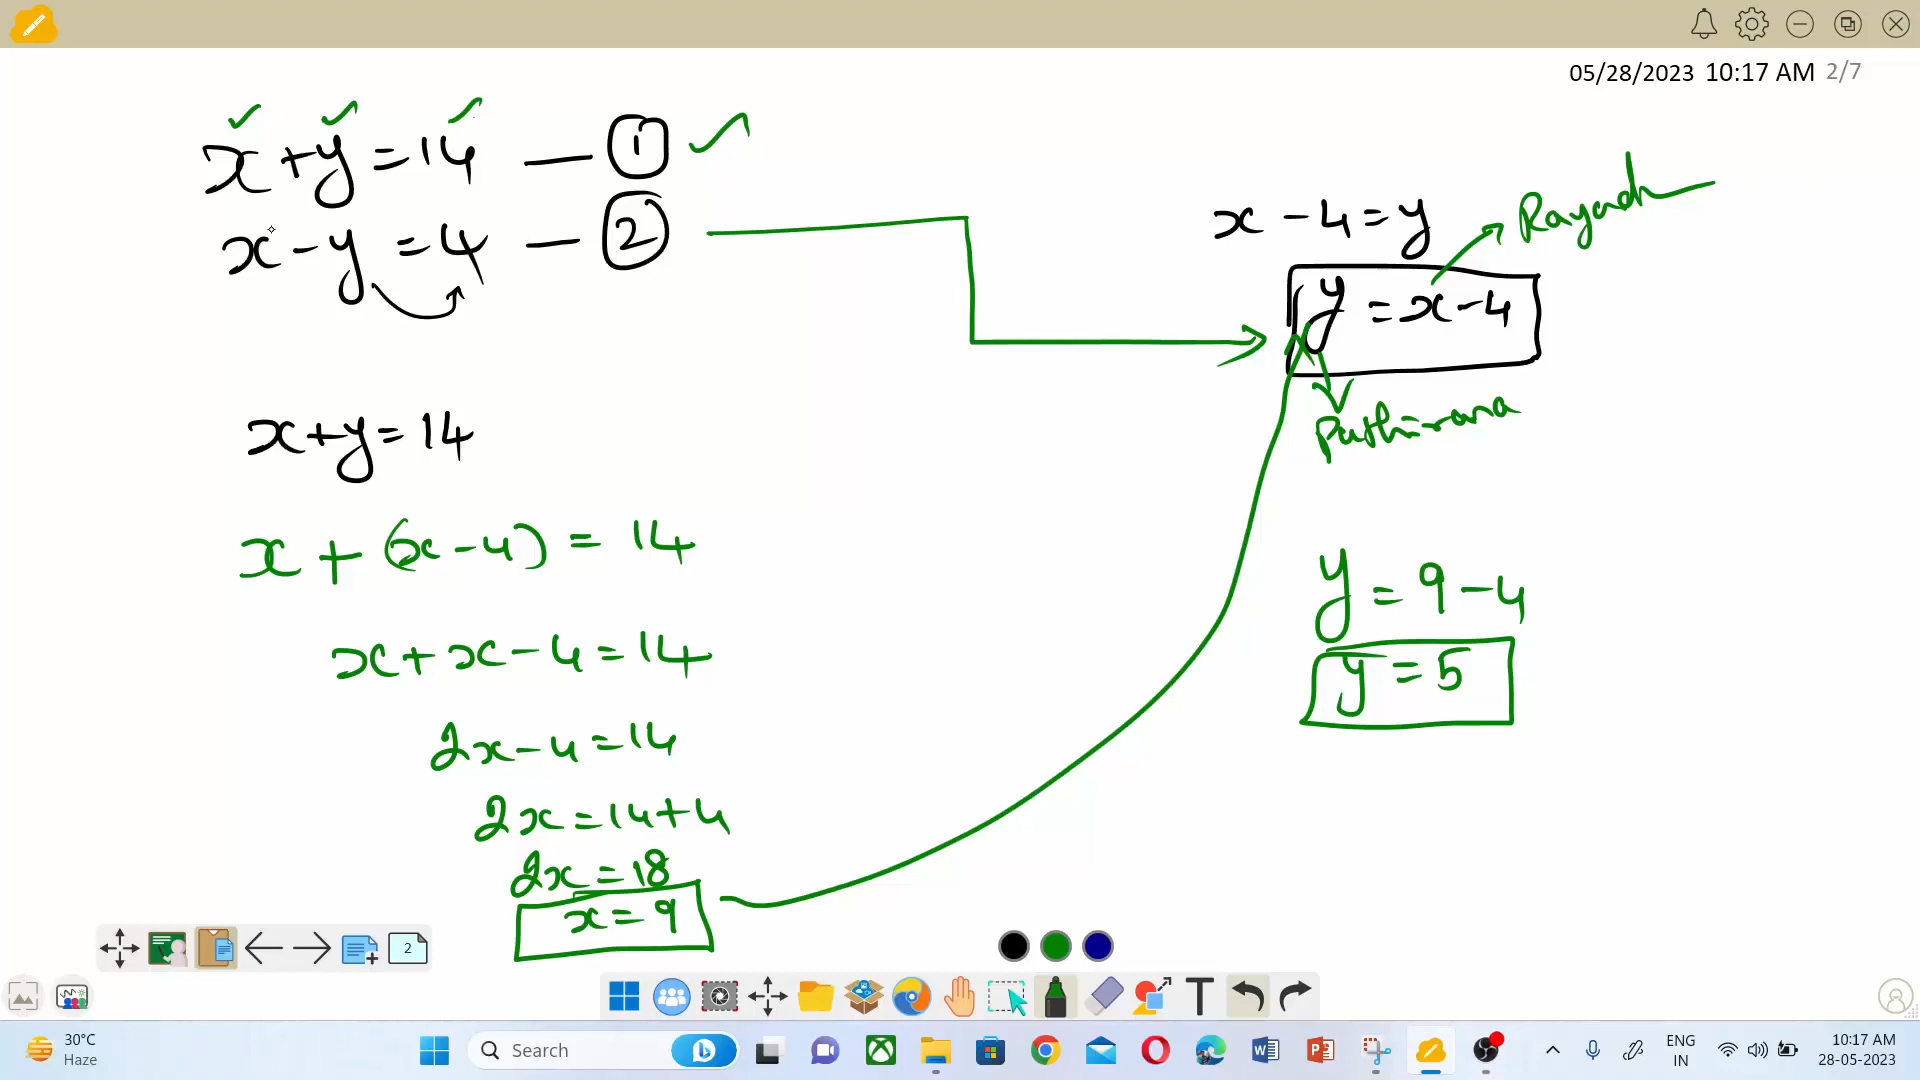 05/28/2023 10:17 AM 2/7
x+y=14 — ①
x-y=4 — ②
x-4=y
y=x-4
Rayadu
Pathirana
x+y=14
x+(x-4)=14
x+x-4=14
2x-4=14
2x=14+4
2x=18
x=9
y=9-4
y=5
2
T
30°C
Haze
Search
ENG
IN
10:17 AM
28-05-2023